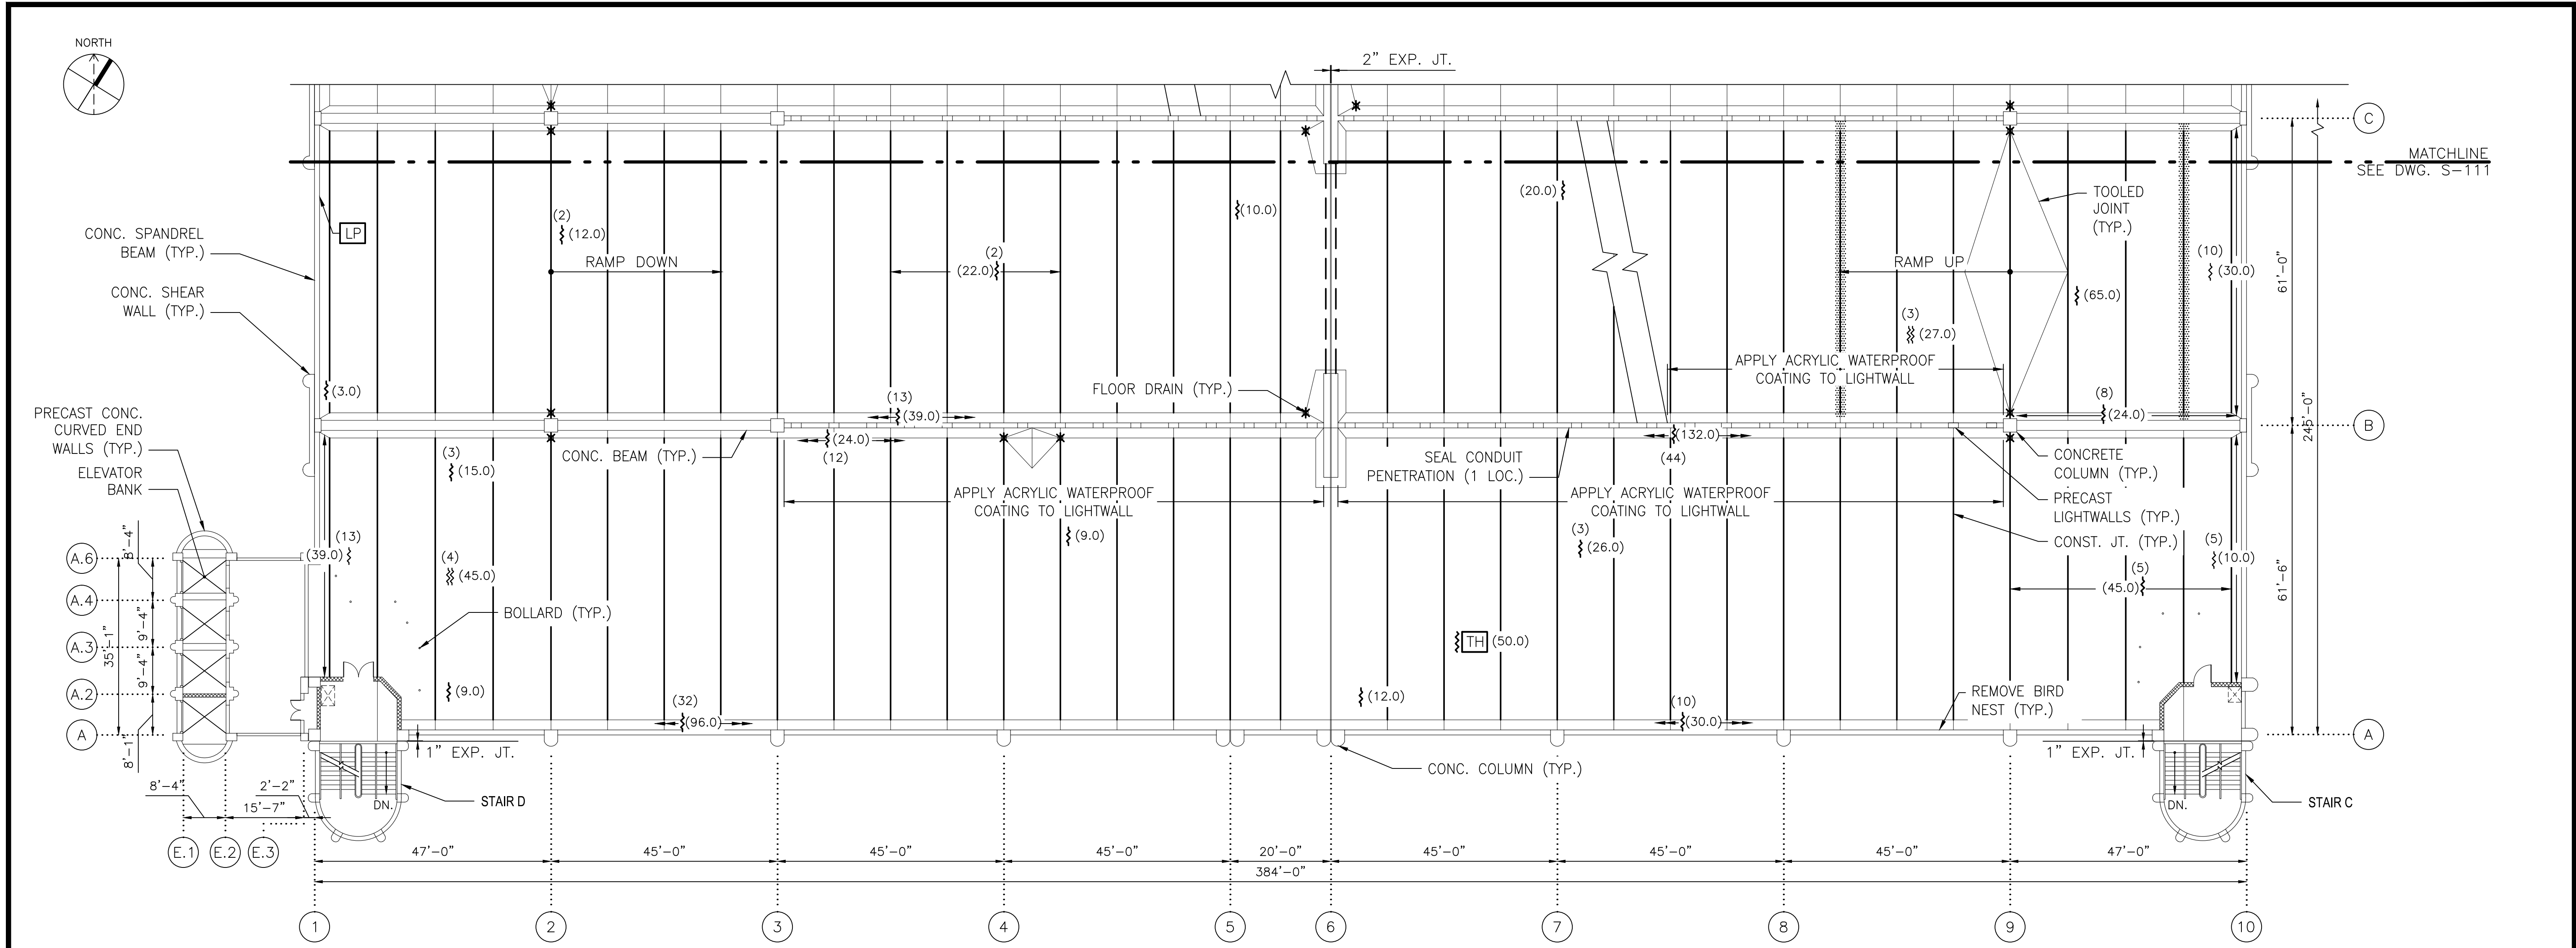 NORTH
2” EXP. JT.
C
MATCHLINE
SEE DWG. S-111
(20.0)
TOOLED
JOINT
(TYP.)
(2)
(12.0)
(10.0)
CONC. SPANDREL
BEAM (TYP.)
LP
RAMP DOWN
(2)
(22.0)
RAMP UP
(10)
(30.0)
61'-0”
245'-0”
CONC. SHEAR
WALL (TYP.)
(65.0)
(3)
(27.0)
APPLY ACRYLIC WATERPROOF
COATING TO LIGHTWALL
(3.0)
FLOOR DRAIN (TYP.)
(13)
(39.0)
(8)
(24.0)
PRECAST CONC.
CURVED END
WALLS (TYP.)
ELEVATOR
BANK
B
(24.0)
(12)
CONC. BEAM (TYP.)
(132.0)
(44)
SEAL CONDUIT
PENETRATION (1 LOC.)
CONCRETE
COLUMN (TYP.)
(3)
(15.0)
APPLY ACRYLIC WATERPROOF
COATING TO LIGHTWALL
APPLY ACRYLIC WATERPROOF
COATING TO LIGHTWALL
PRECAST
LIGHTWALLS (TYP.)
CONST. JT. (TYP.)
(9.0)
(3)
(26.0)
(13)
(39.0)
(4)
(45.0)
(5)
(10.0)
(5)
(45.0)
61'-6”
A.6
A.4
A.3
A.2
A
8'-4”
9'-4”
9'-4”
8'-1”
35'-1”
BOLLARD (TYP.)
TH
(50.0)
(9.0)
(12.0)
(32)
(96.0)
(10)
(30.0)
REMOVE BIRD
NEST (TYP.)
A
1” EXP. JT.
1” EXP. JT.
CONC. COLUMN (TYP.)
8'-4”
15'-7”
2'-2”
DN.
STAIR D
DN.
STAIR C
E.1
E.2
E.3
47'-0”
45'-0”
45'-0”
45'-0”
20'-0”
45'-0”
45'-0”
45'-0”
47'-0”
384'-0”
1
2
3
4
5
6
7
8
9
10